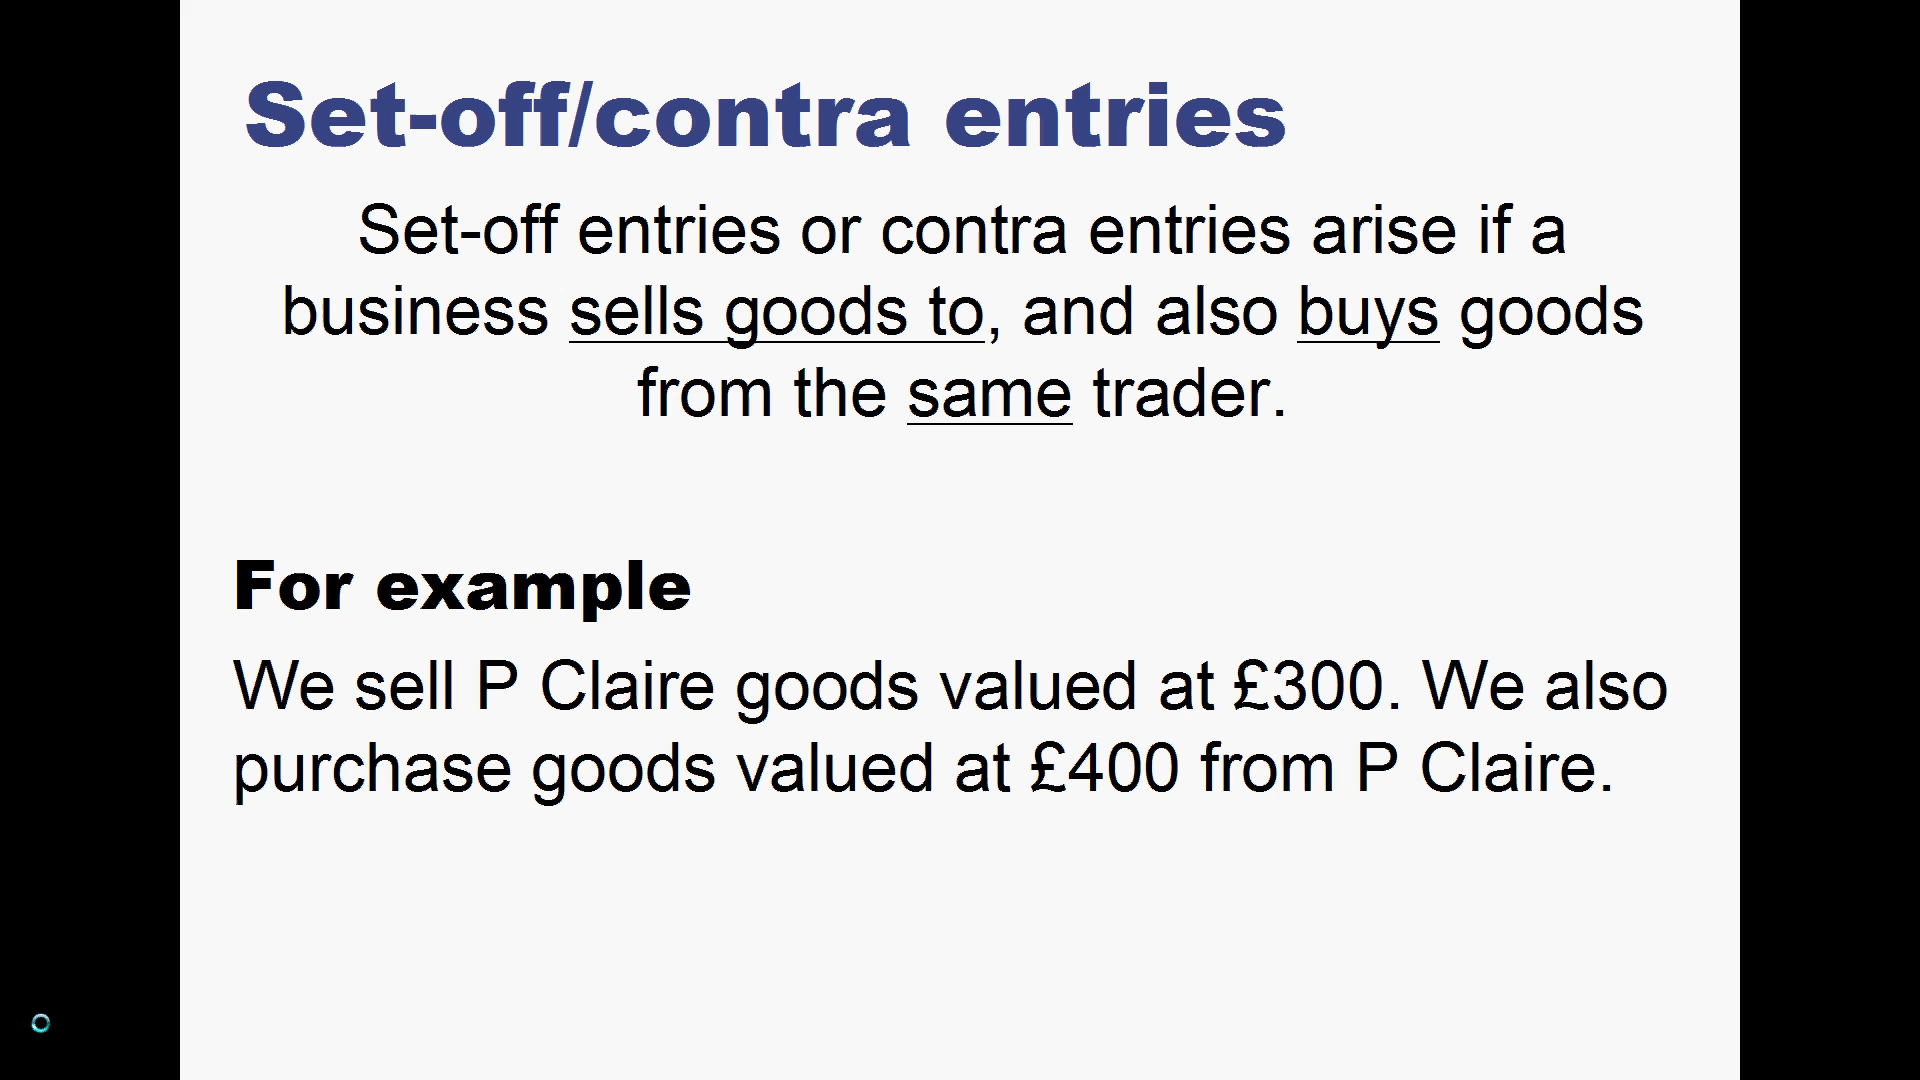 Set-off/contra entries
Set-off entries or contra entries arise if a
business sells goods to, and also buys goods
from the same trader.
For example
We sell P Claire goods valued at £300. We also
purchase goods valued at £400 from P Claire.